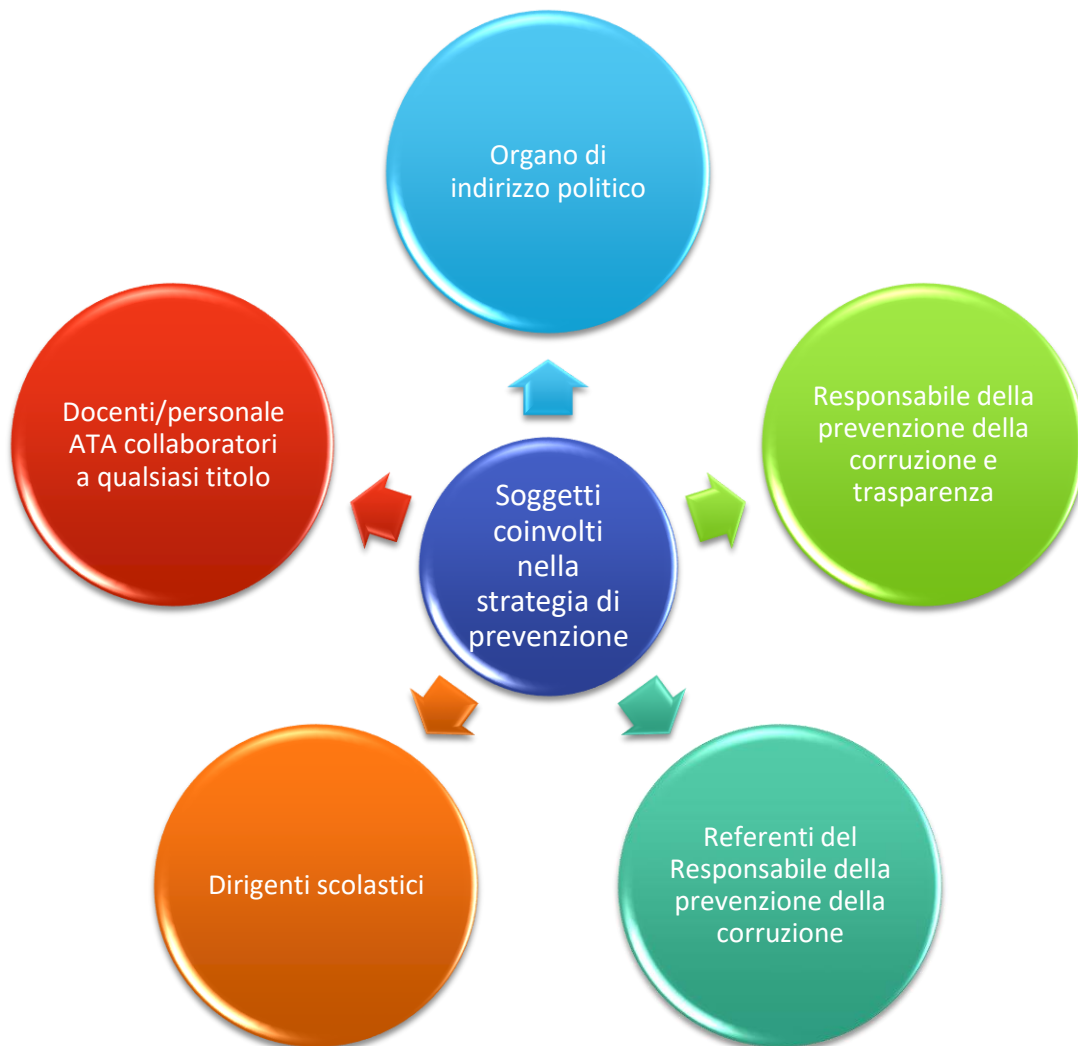 Organo di
indirizzo politico
Responsabile della
prevenzione della
corruzione e
trasparenza
Docenti/personale
ATA collaboratori
a qualsiasi titolo
Soggetti
coinvolti
nella
strategia di
prevenzione
Referenti del
Responsabile della
prevenzione della
corruzione
Dirigenti scolastici